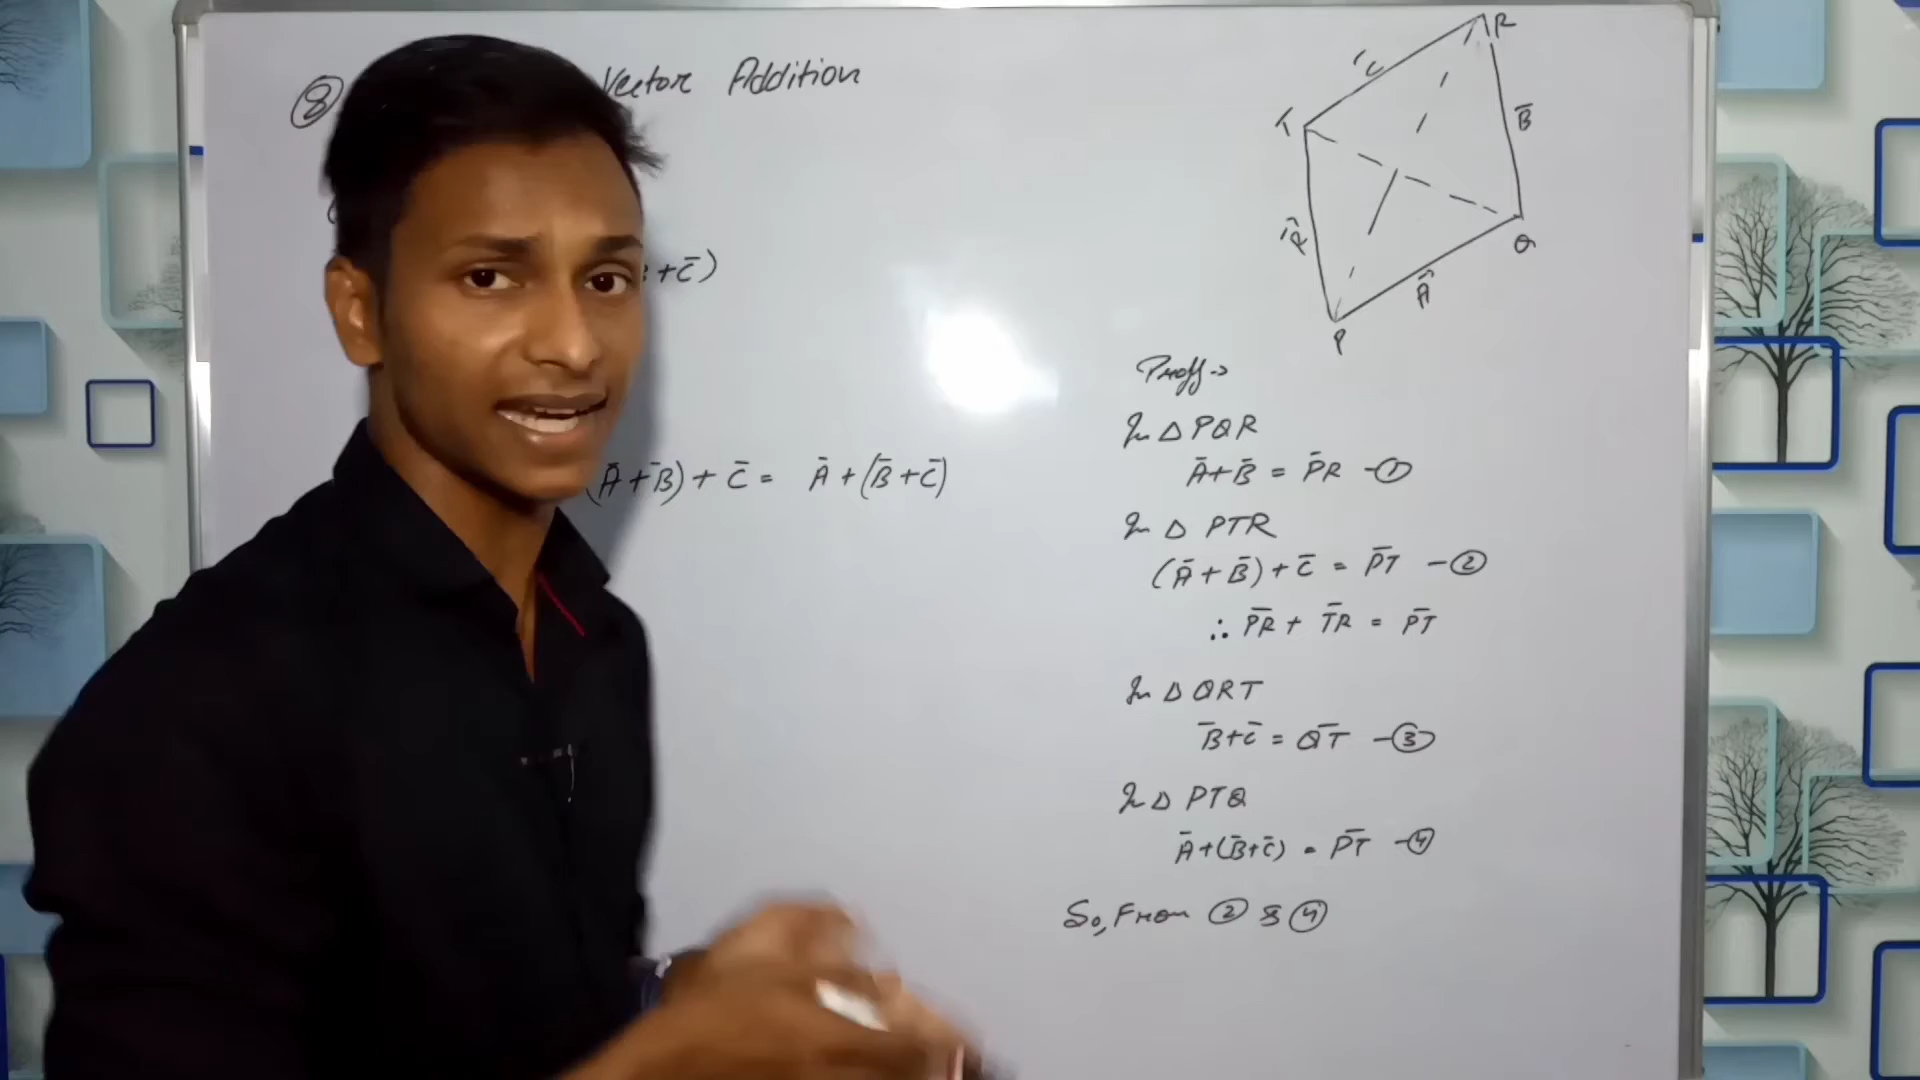 ⑧ Vector Addition
+C̄)
(Ā+B̄)+C̄ = Ā+(B̄+C̄)
R
C⃗
T
B̄
R⃗
Q
A⃗
P
Proff→
In △ PQR
Ā+B̄ = P̄R -①
In △ PTR
(Ā+B̄)+C̄ = P̄T -②
∴ P̄R + T̄R = P̄T
In △ QRT
B̄+C̄ = Q̄T -③
In △ PTQ
Ā+(B̄+C̄) = P̄T -④
So, From ② & ④